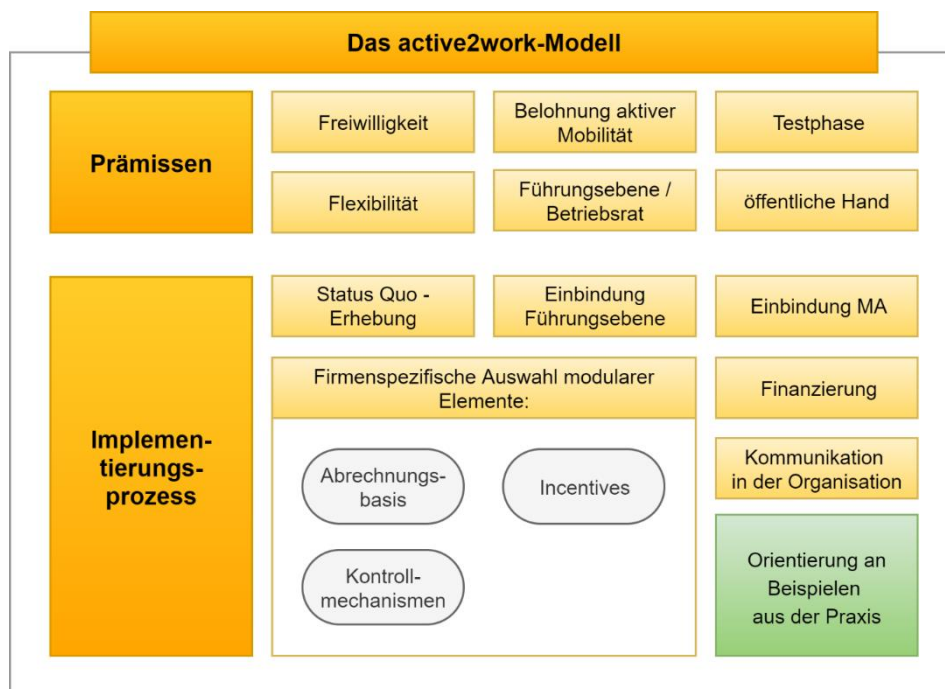 Das active2work-Modell
Prämissen
Freiwilligkeit
Belohnung aktiver
Mobilität
Testphase
Flexibilität
Führungsebene /
Betriebsrat
öffentliche Hand
Implemen-
tierungs-
prozess
Status Quo -
Erhebung
Einbindung
Führungsebene
Einbindung MA
Firmenspezifische Auswahl modularer
Elemente:
Abrechnungs-
basis
Incentives
Kontroll-
mechanismen
Finanzierung
Kommunikation
in der Organisation
Orientierung an
Beispielen
aus der Praxis